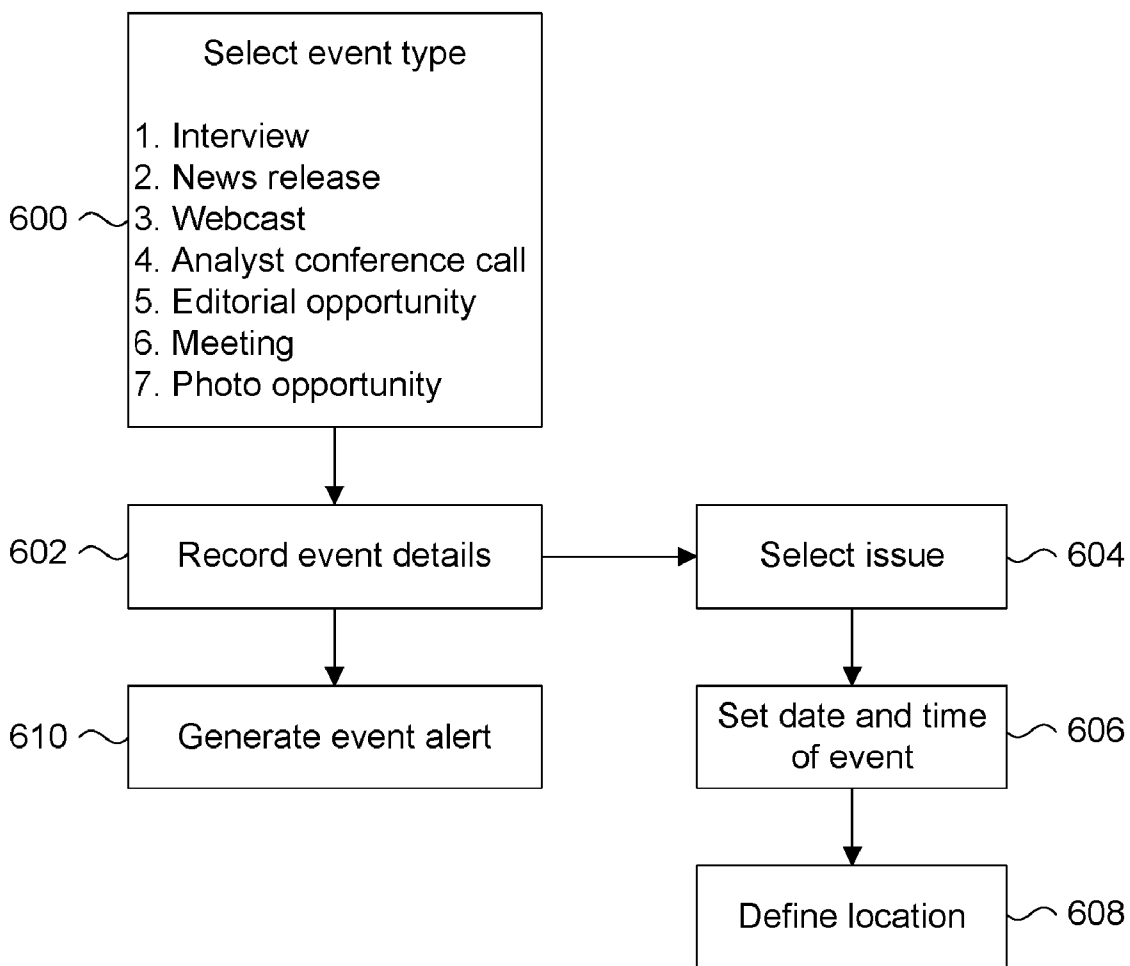 Select event type
1. Interview
2. News release
600
3. Webcast
4. Analyst conference call
5. Editorial opportunity
6. Meeting
7. Photo opportunity
602
Record event details
Select issue
604
610
Generate event alert
Set date and time
of event
606
Define location
608